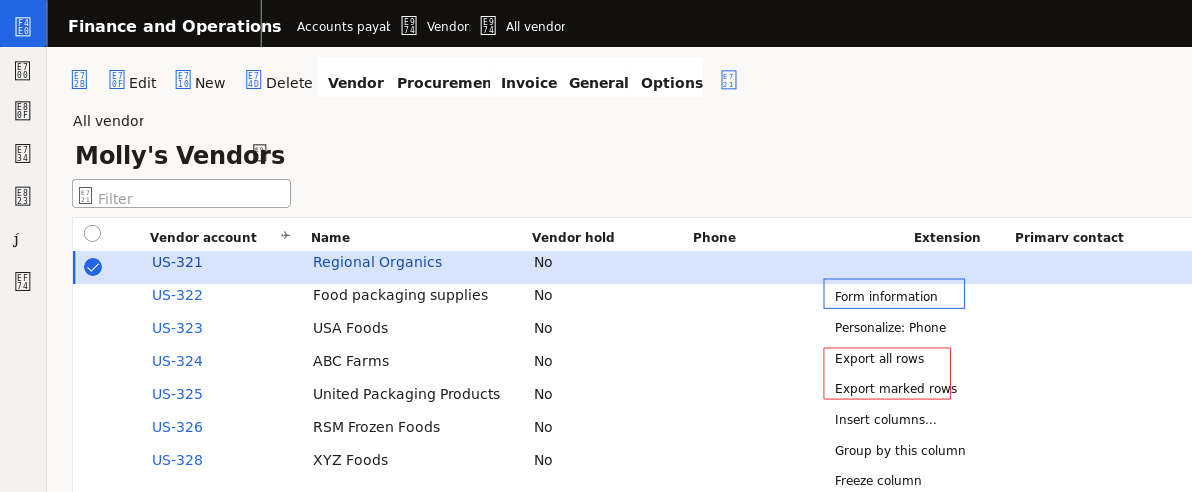 Finance and Operations Accounts payab Vendor All vendor
Edit New Delete Vendor Procuremen Invoice General Options
All vendor
Molly's Vendors
Filter
Vendor account Name Vendor hold Phone Extension Primary contact
US-321 Regional Organics No
US-322 Food packaging supplies No
Form information
US-323 USA Foods No
Personalize: Phone
US-324 ABC Farms No
Export all rows
Export marked rows
US-325 United Packaging Products No
Insert columns...
US-326 RSM Frozen Foods No
Group by this column
US-328 XYZ Foods No
Freeze column